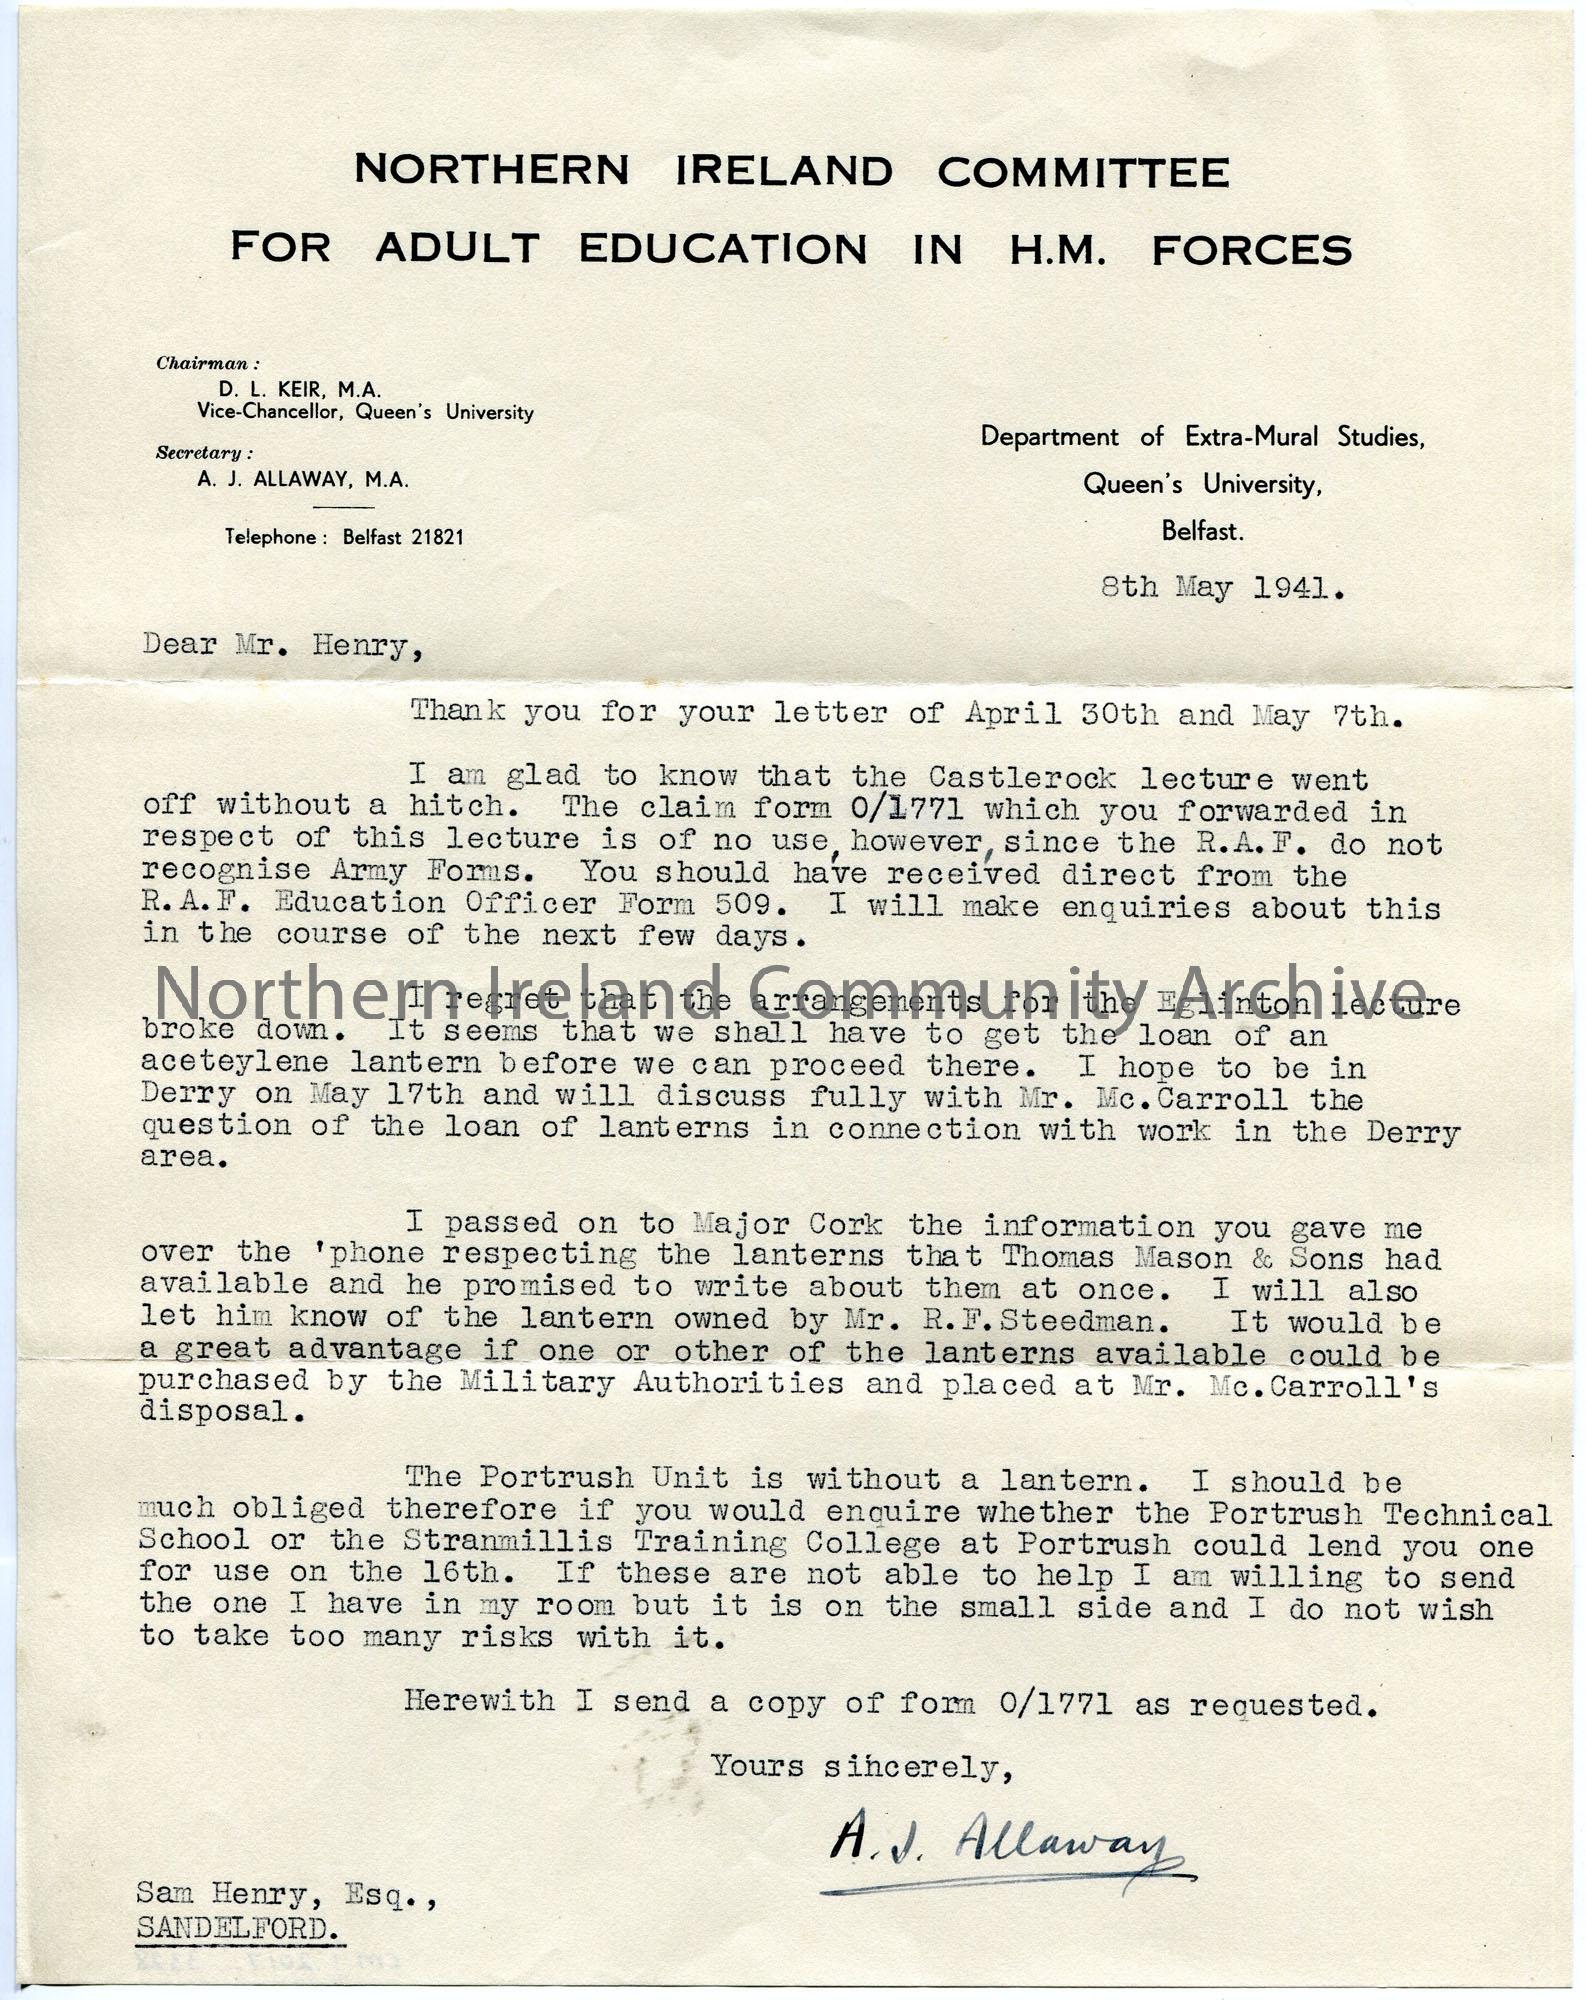 NORTHERN IRELAND COMMITTEE
FOR ADULT EDUCATION IN H.M. FORCES
Chairman :
D. L. KEIR, M.A.
Vice-Chancellor, Queen's University
Secretary :
A. J. ALLAWAY, M.A.
Telephone : Belfast 21821
Department of Extra-Mural Studies,
Queen's University,
Belfast.
8th May 1941.
Dear Mr. Henry,
Thank you for your letter of April 30th and May 7th.
I am glad to know that the Castlerock lecture went
off without a hitch. The claim form O/1771 which you forwarded in
respect of this lecture is of no use, however, since the R.A.F. do not
recognise Army Forms. You should have received direct from the
R.A.F. Education Officer Form 509. I will make enquiries about this
in the course of the next few days.
Northern Ireland Community Archive
I regret that the arrangements for the Eglinton lecture
broke down. It seems that we shall have to get the loan of an
aceteylene lantern before we can proceed there. I hope to be in
Derry on May 17th and will discuss fully with Mr. Mc.Carroll the
question of the loan of lanterns in connection with work in the Derry
area.
I passed on to Major Cork the information you gave me
over the 'phone respecting the lanterns that Thomas Mason & Sons had
available and he promised to write about them at once. I will also
let him know of the lantern owned by Mr. R.F.Steedman. It would be
a great advantage if one or other of the lanterns available could be
purchased by the Military Authorities and placed at Mr. Mc.Carroll's
disposal.
The Portrush Unit is without a lantern. I should be
much obliged therefore if you would enquire whether the Portrush Technical
School or the Stranmillis Training College at Portrush could lend you one
for use on the 16th. If these are not able to help I am willing to send
the one I have in my room but it is on the small side and I do not wish
to take too many risks with it.
Herewith I send a copy of form O/1771 as requested.
Yours sincerely,
A. J. Allaway
Sam Henry, Esq.,
SANDELFORD.